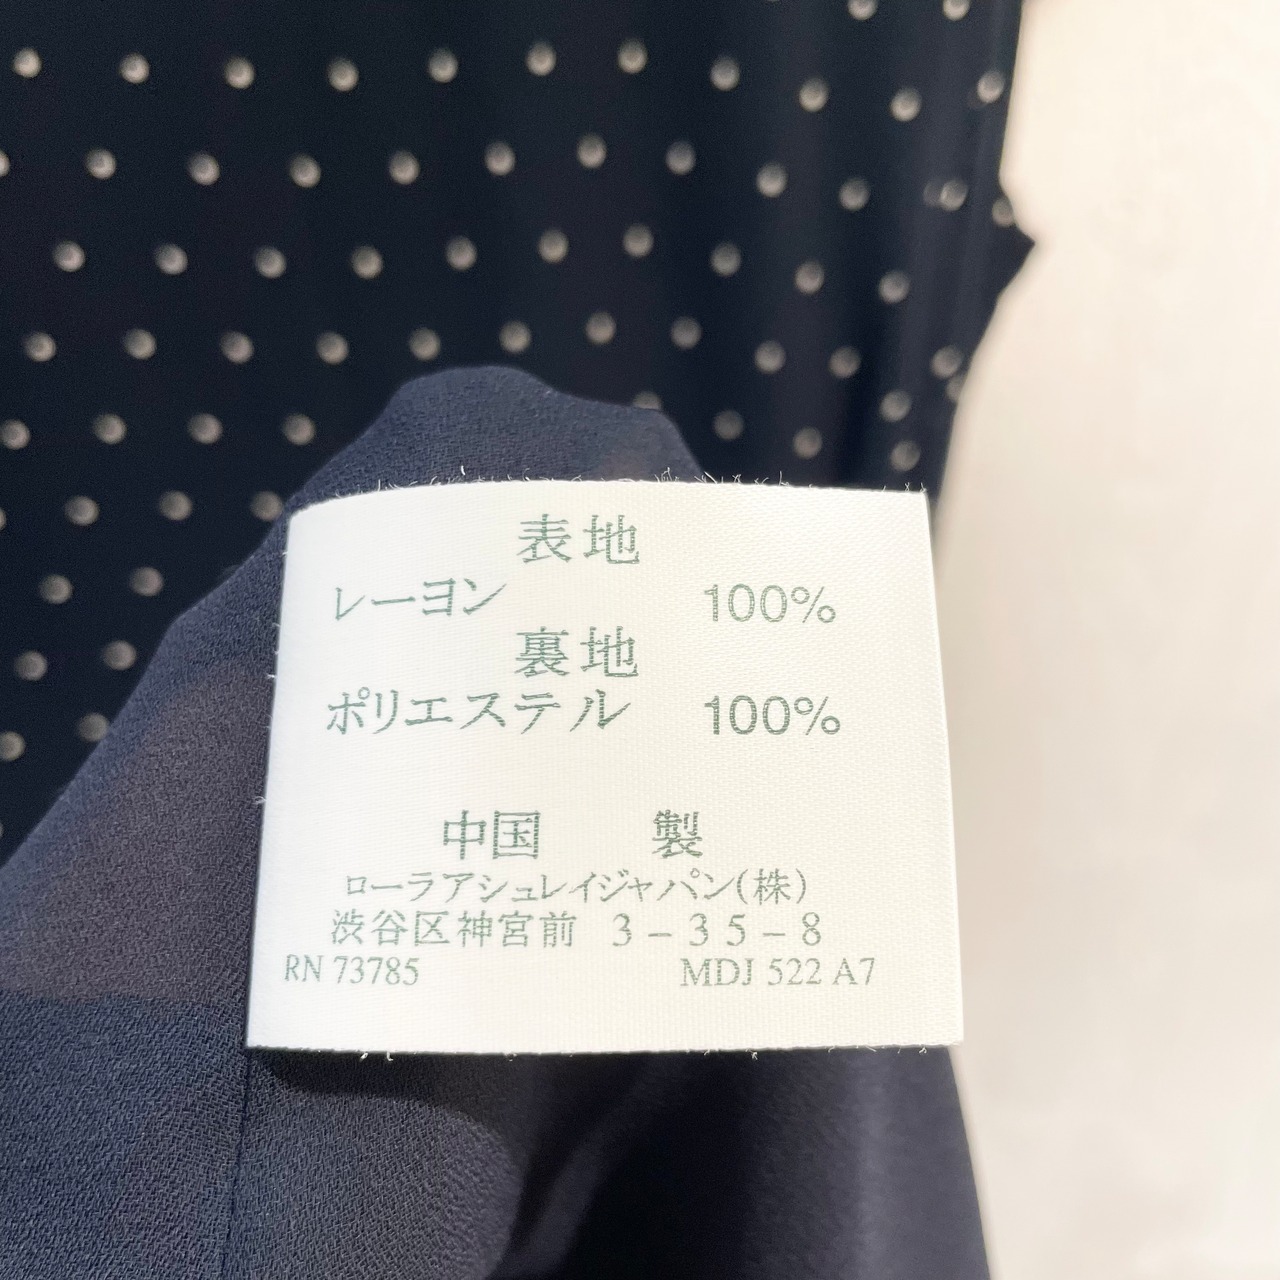 表地
レーヨン 100%
裏地
ポリエステル 100%
中国 製
ローラアシュレイジャパン(株)
渋谷区神宮前 3-35-8
RN 73785 MDJ 522 A7